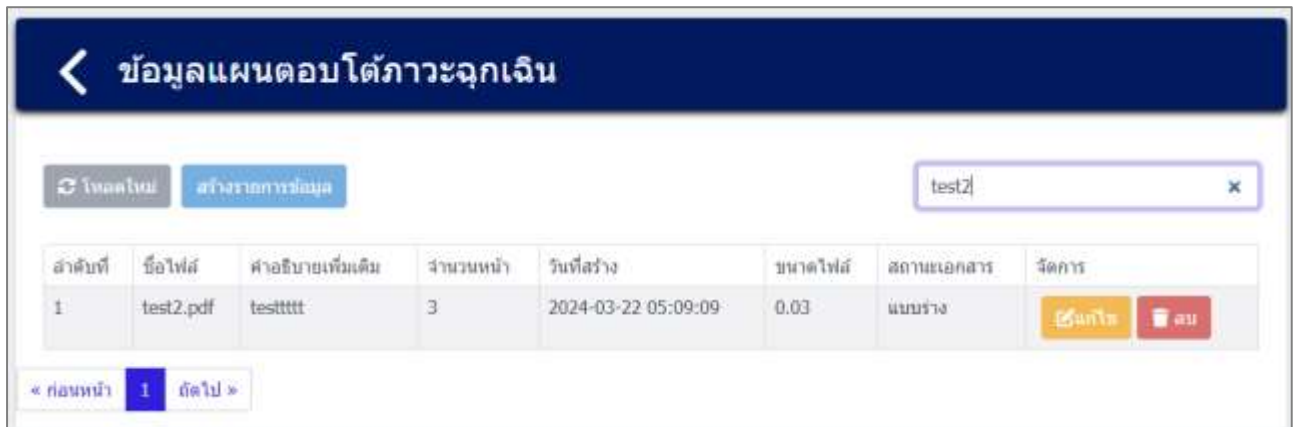 ข้อมูลแผนตอบโต้ภาวะฉุกเฉิน
โหลดใหม่ สร้างรายการข้อมูล test2
ลำดับที่ ชื่อไฟล์ คำอธิบายเพิ่มเติม จำนวนหน้า วันที่สร้าง ขนาดไฟล์ สถานะเอกสาร จัดการ
1 test2.pdf testtttt 3 2024-03-22 05:09:09 0.03 แบบร่าง แก้ไข ลบ
« ก่อนหน้า 1 ถัดไป »